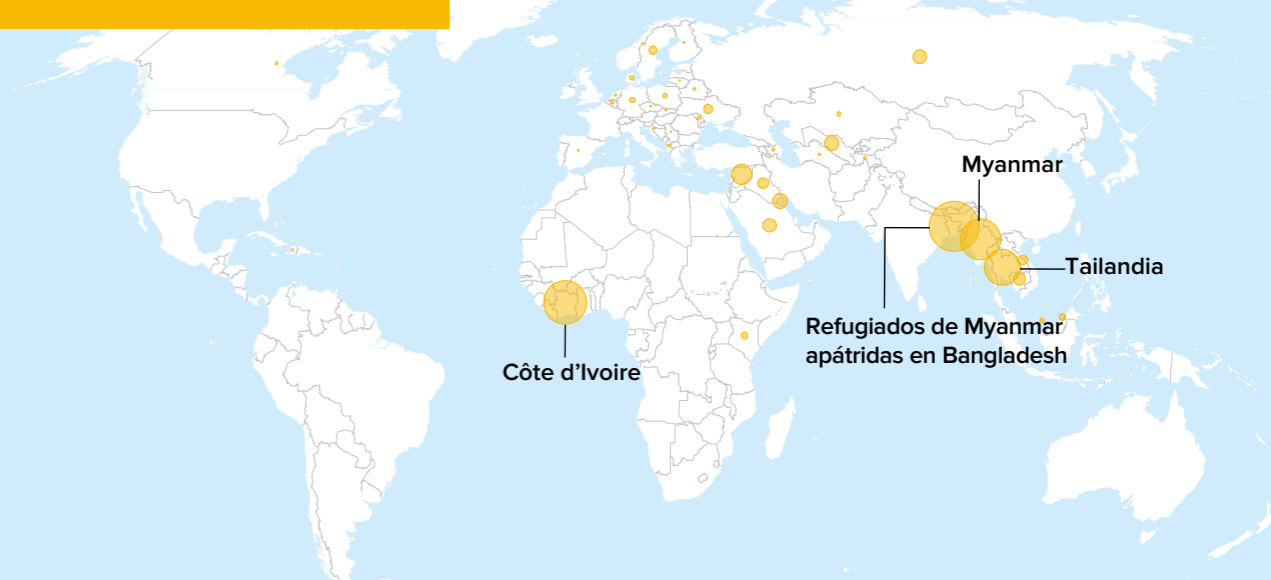 Myanmar
Tailandia
Refugiados de Myanmar
apátridas en Bangladesh
Côte d'Ivoire